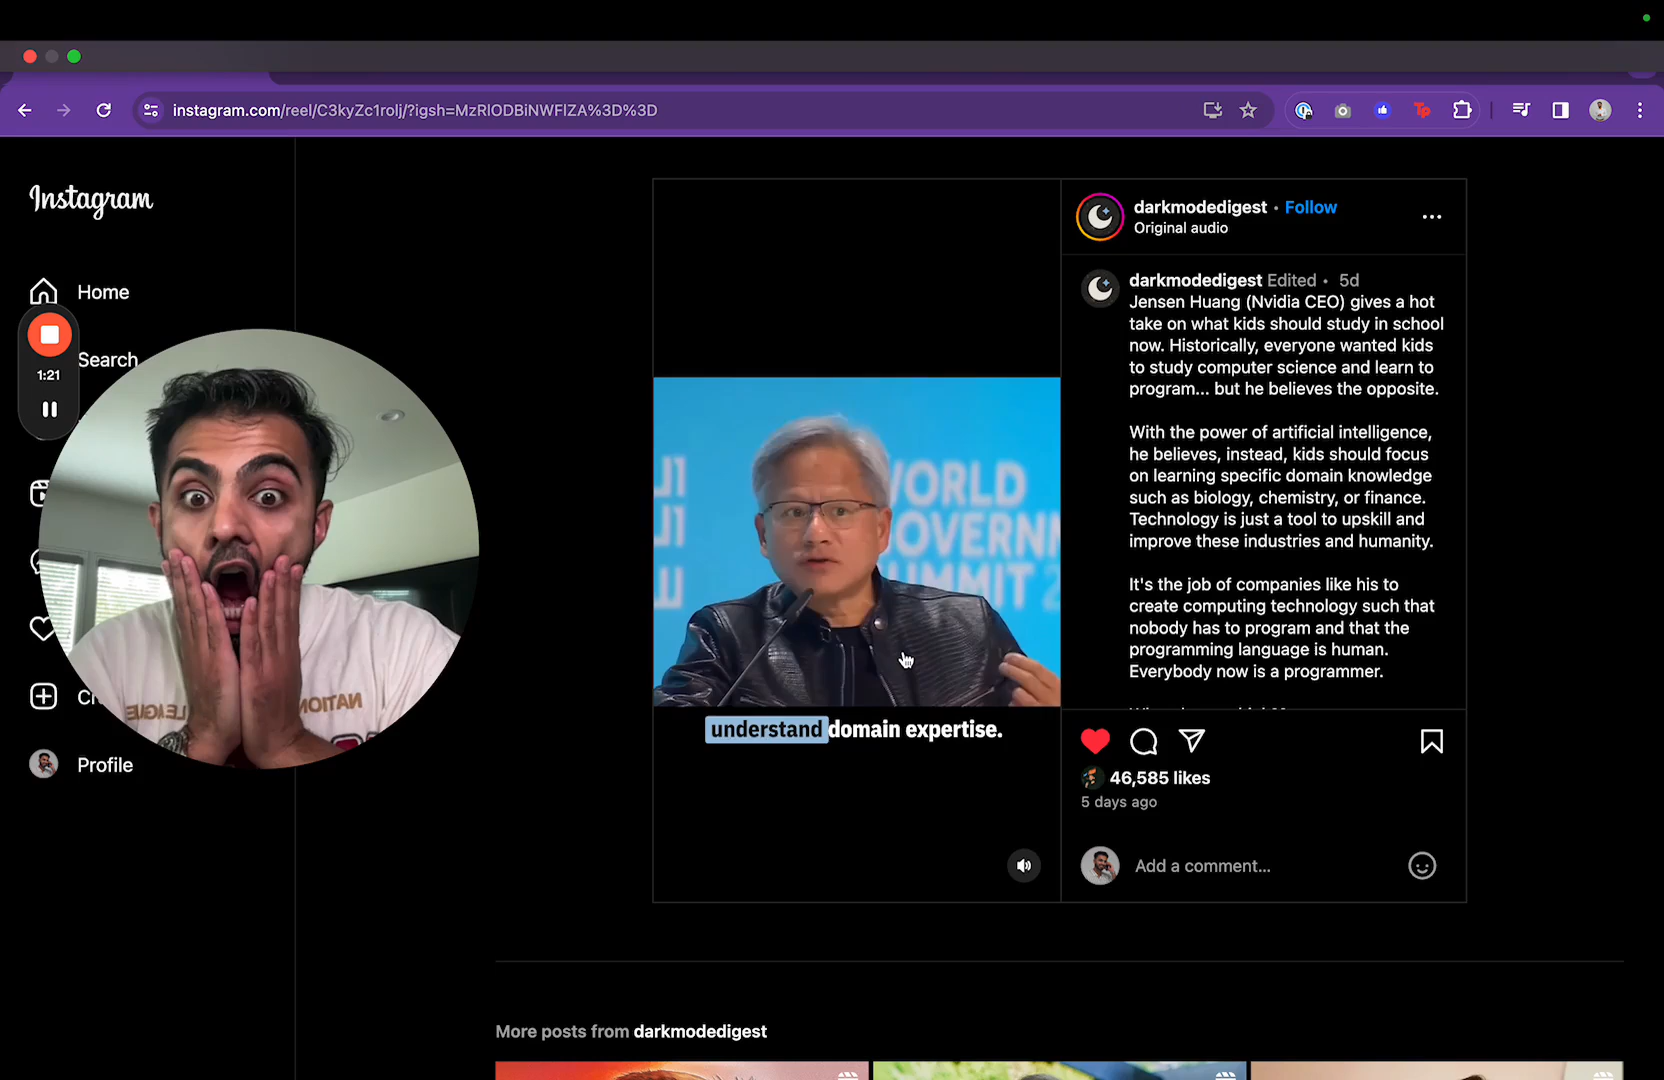 instagram.com/reel/C3kyZc1rolj/?igsh=MzRlODBiNWFlZA%3D%3D
Instagram
Home
1:21
Search
Profile
WORLD
GOVERNM
SUMMIT 2
understand domain expertise.
NATION
LEAGUE
darkmodedigest • Follow
Original audio
darkmodedigest Edited • 5d
Jensen Huang (Nvidia CEO) gives a hot
take on what kids should study in school
now. Historically, everyone wanted kids
to study computer science and learn to
program... but he believes the opposite.
With the power of artificial intelligence,
he believes, instead, kids should focus
on learning specific domain knowledge
such as biology, chemistry, or finance.
Technology is just a tool to upskill and
improve these industries and humanity.
It's the job of companies like his to
create computing technology such that
nobody has to program and that the
programming language is human.
Everybody now is a programmer.
46,585 likes
5 days ago
Add a comment...
More posts from darkmodedigest